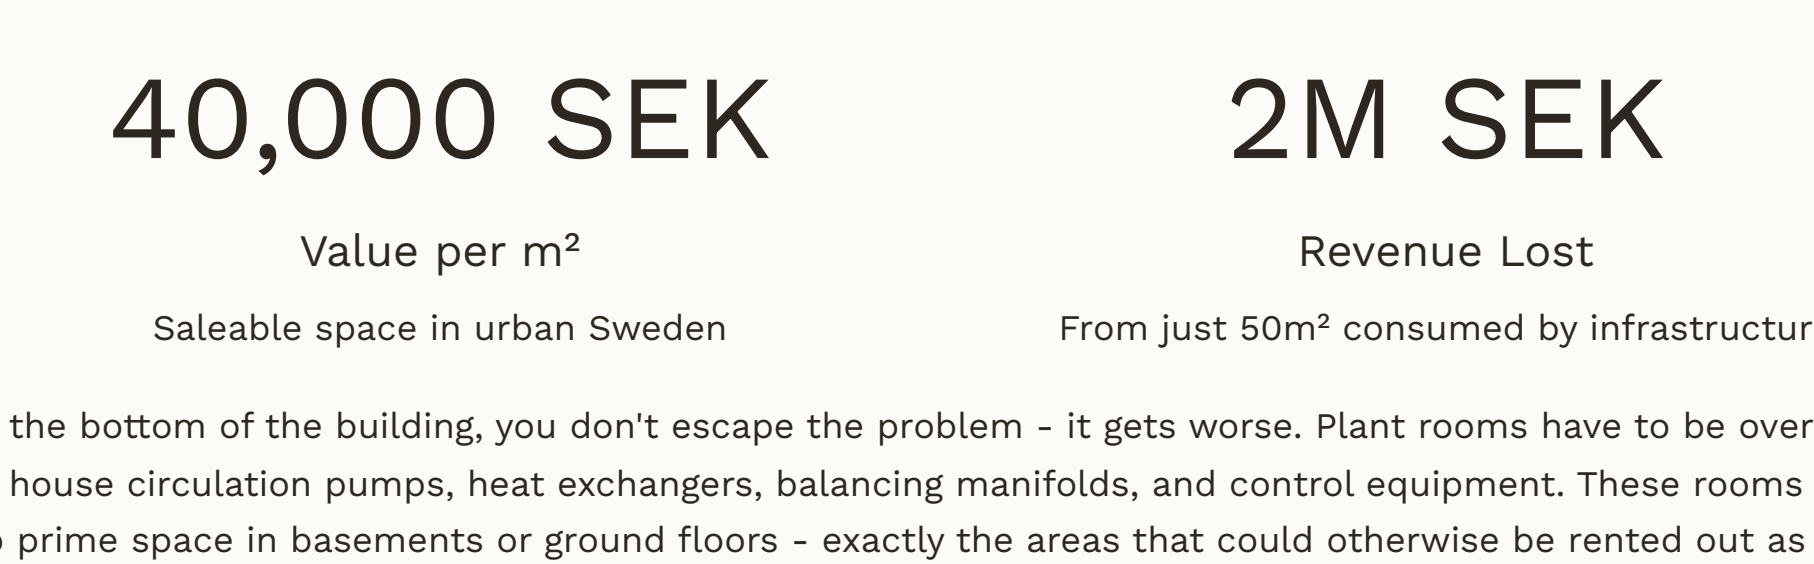 40,000 SEK
2M SEK
Value per m²
Revenue Lost
Saleable space in urban Sweden
From just 50m² consumed by infrastructur
the bottom of the building, you don't escape the problem - it gets worse. Plant rooms have to be over
house circulation pumps, heat exchangers, balancing manifolds, and control equipment. These rooms
prime space in basements or ground floors - exactly the areas that could otherwise be rented out as